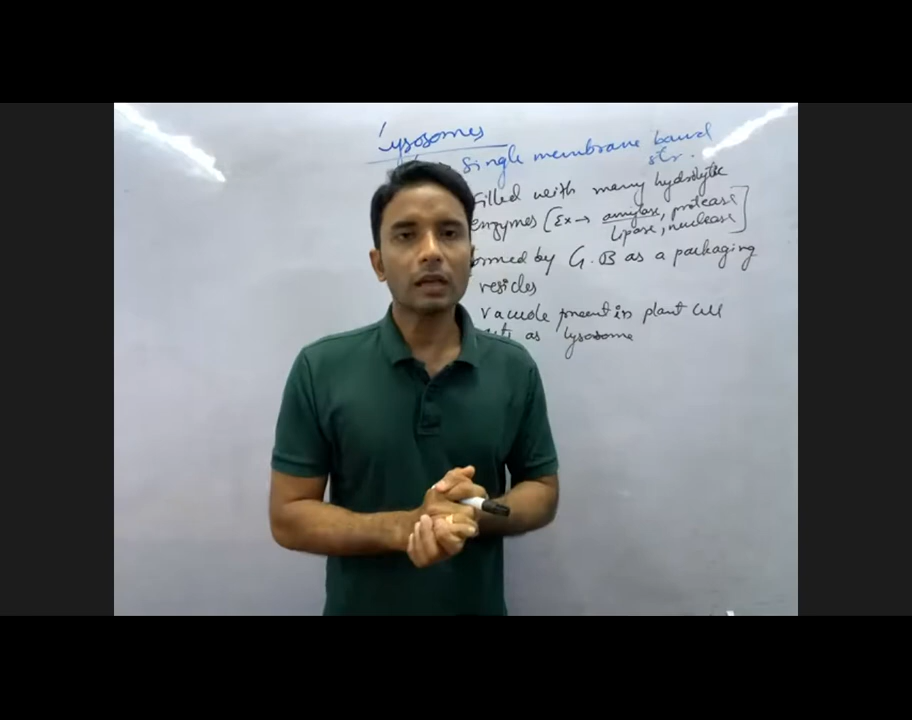 Lysosomes
Single membrane bound
str.
filled with many hydrolytic
enzymes [Ex → amylase, protease
Lipase, nuclease]
ormed by G.B as a packaging
vesicles
Vacuole present in plant cell
as lysosome